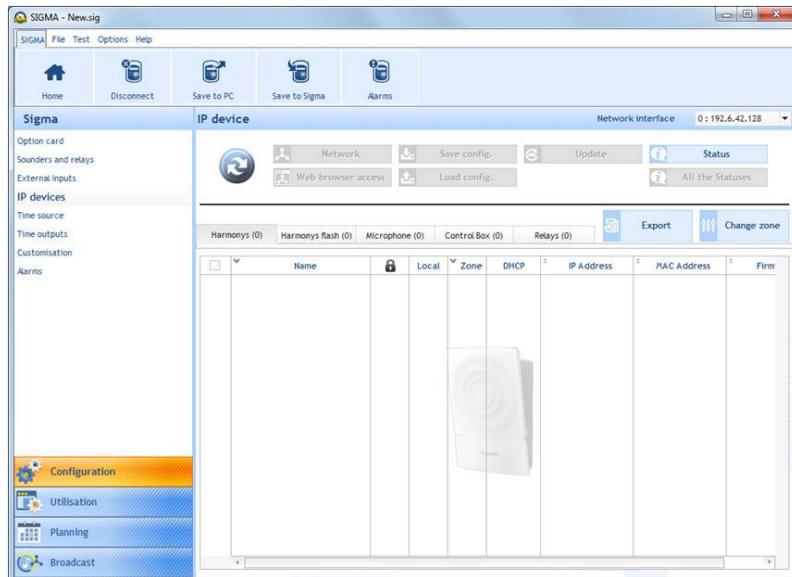 SIGMA - New.sig
SIGMA File Test Options Help
Home Disconnect Save to PC Save to Sigma Alarms
Sigma IP device Network interface 0 : 192.6.42.128
Option card
Sounders and relays
External inputs
IP devices
Time source
Time outputs
Customisation
Alarms
Network Save config. Update Status
Web browser access Load config. All the Statuses
Export Change zone
Harmonys (0) Harmonys flash (0) Microphone (0) Control Box (0) Relays (0)
Name Local Zone DHCP IP Address MAC Address Firm
Configuration
Utilisation
Planning
Broadcast